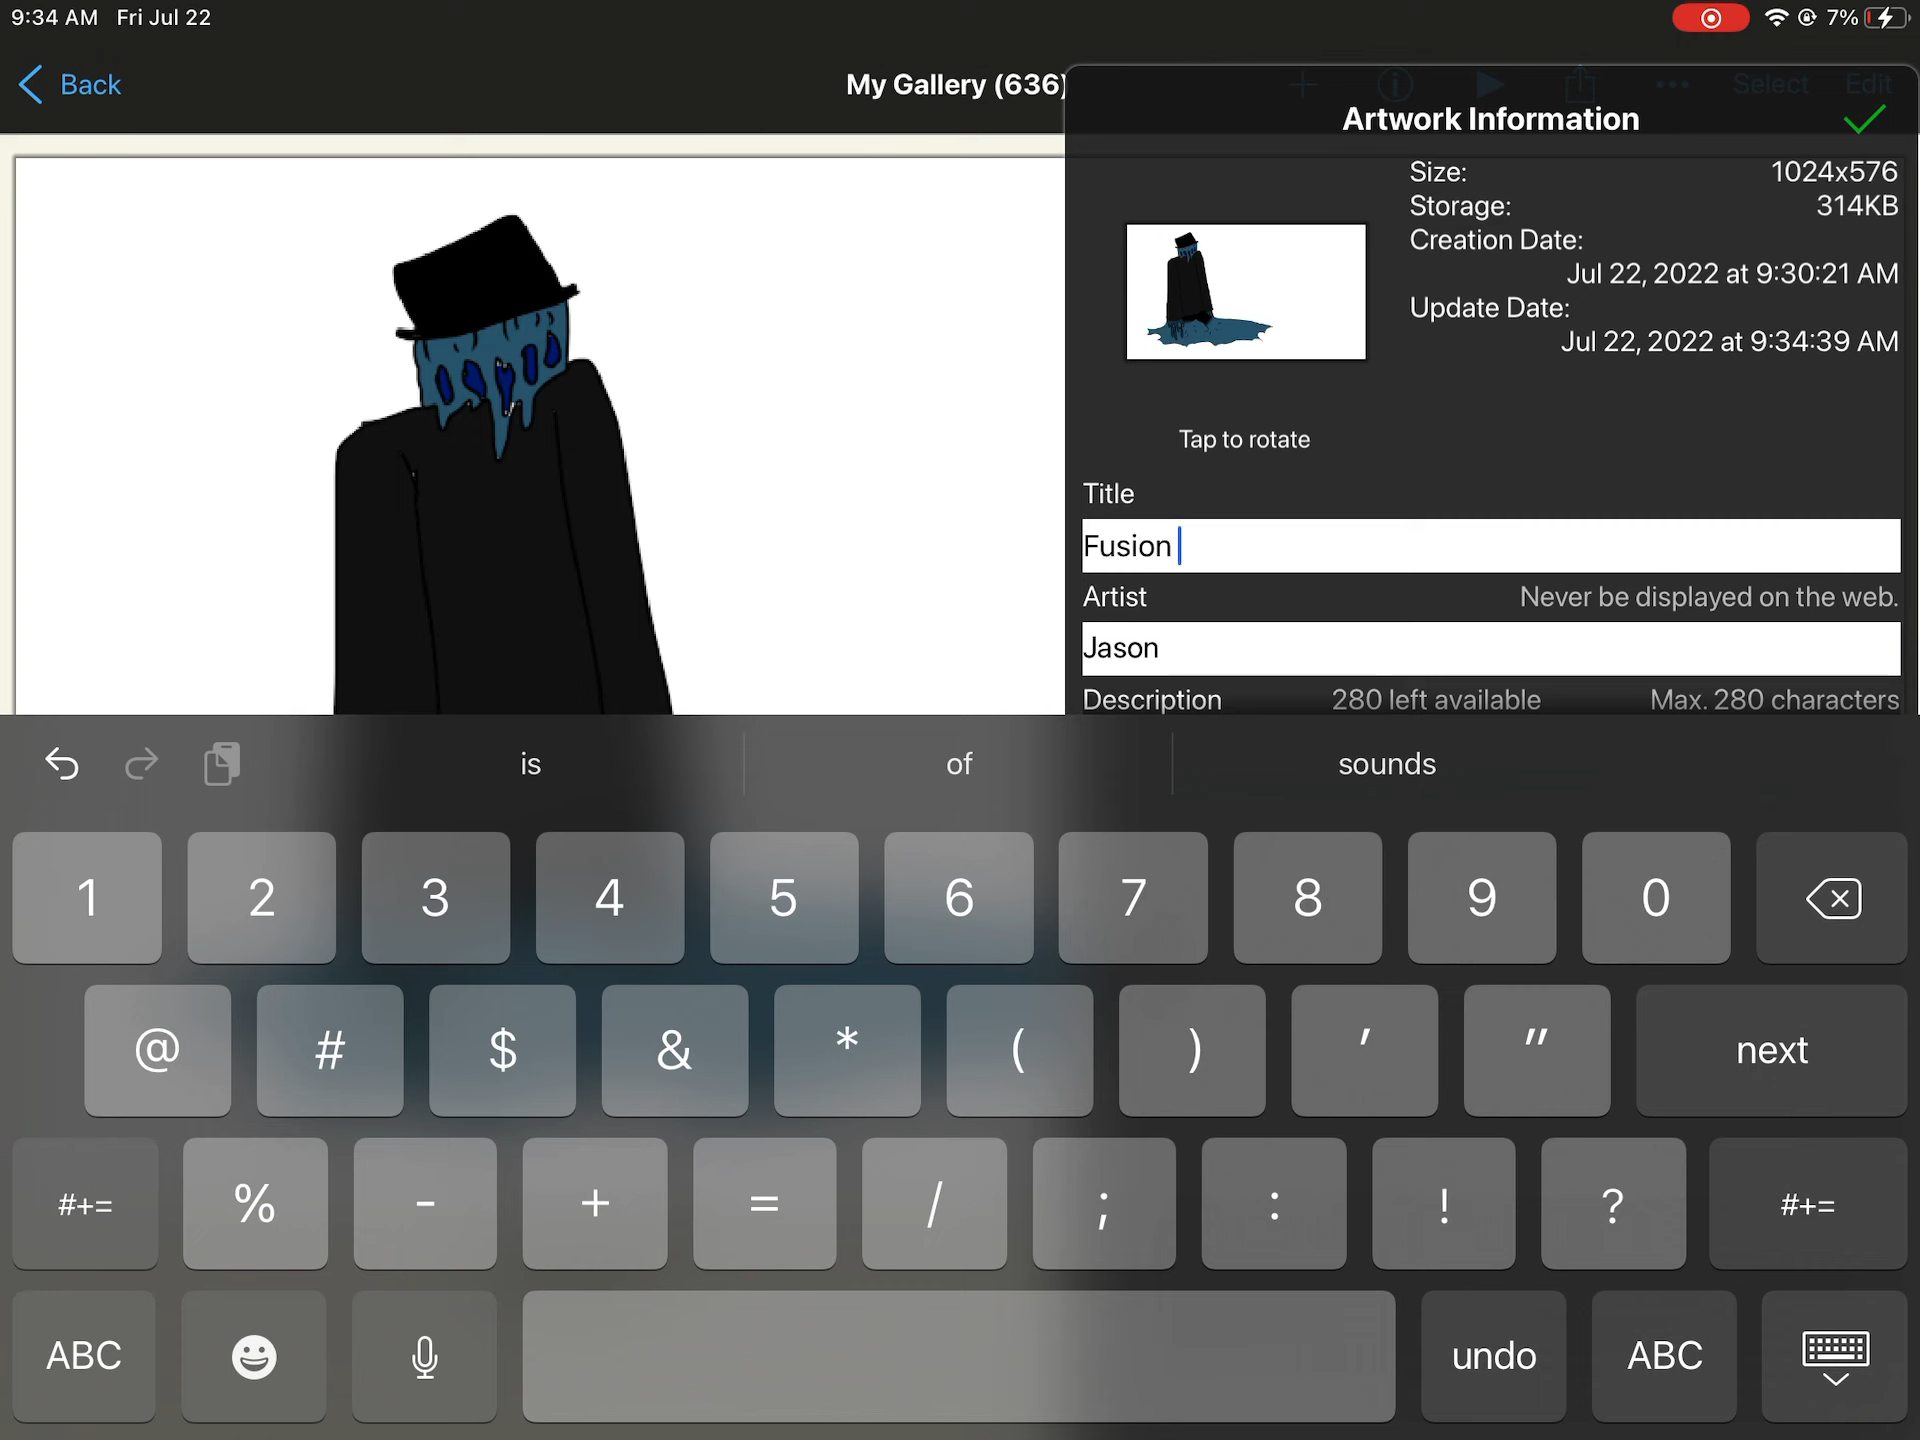 9:34 AM Fri Jul 22
7%
Back
My Gallery (636)
Select
Edit
Artwork Information
Size: 1024x576
Storage: 314KB
Creation Date:
Jul 22, 2022 at 9:30:21 AM
Update Date:
Jul 22, 2022 at 9:34:39 AM
Tap to rotate
Title
Fusion
Artist Never be displayed on the web.
Jason
Description 280 left available Max. 280 characters
is of sounds
1 2 3 4 5 6 7 8 9 0
@ # $ & * ( ) ' " next
#+= % - + = / ; : ! ? #+=
ABC undo ABC